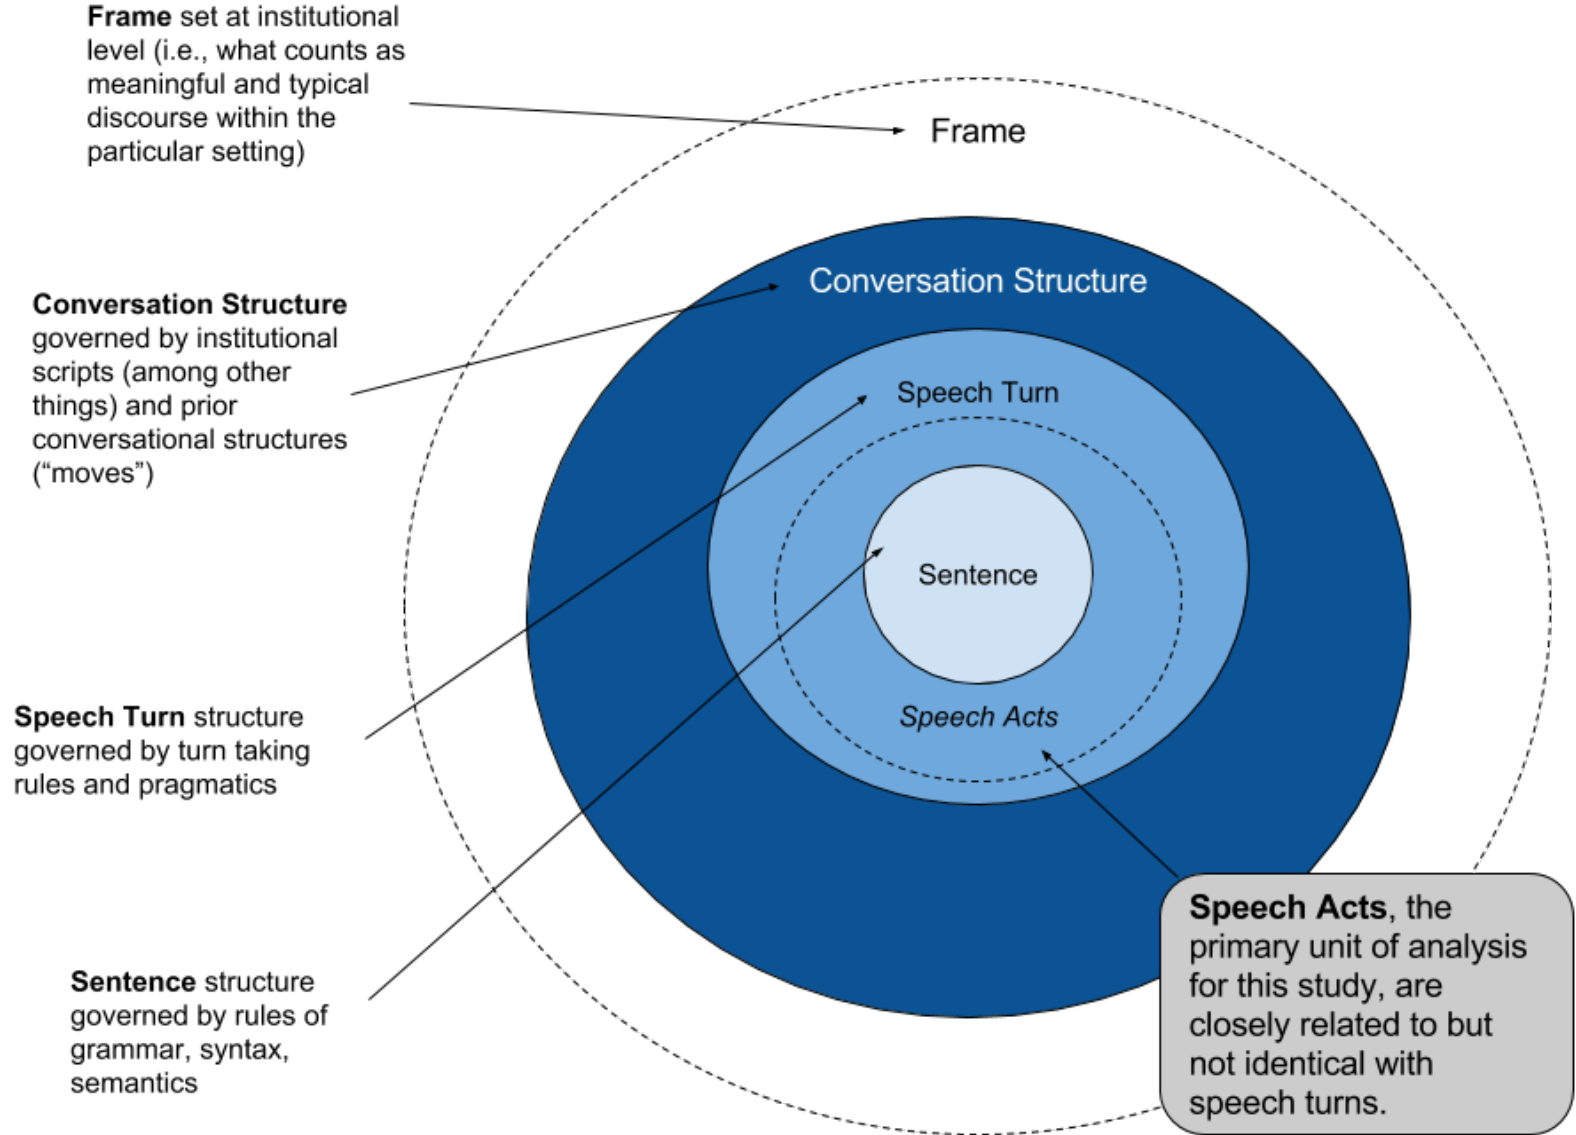 Frame set at institutional
level (i.e., what counts as
meaningful and typical
discourse within the
particular setting)
Frame
Conversation Structure
Conversation Structure
governed by institutional
scripts (among other
things) and prior
conversational structures
(“moves”)
Speech Turn
Sentence
Speech Acts
Speech Turn structure
governed by turn taking
rules and pragmatics
Sentence structure
governed by rules of
grammar, syntax,
semantics
Speech Acts, the
primary unit of analysis
for this study, are
closely related to but
not identical with
speech turns.